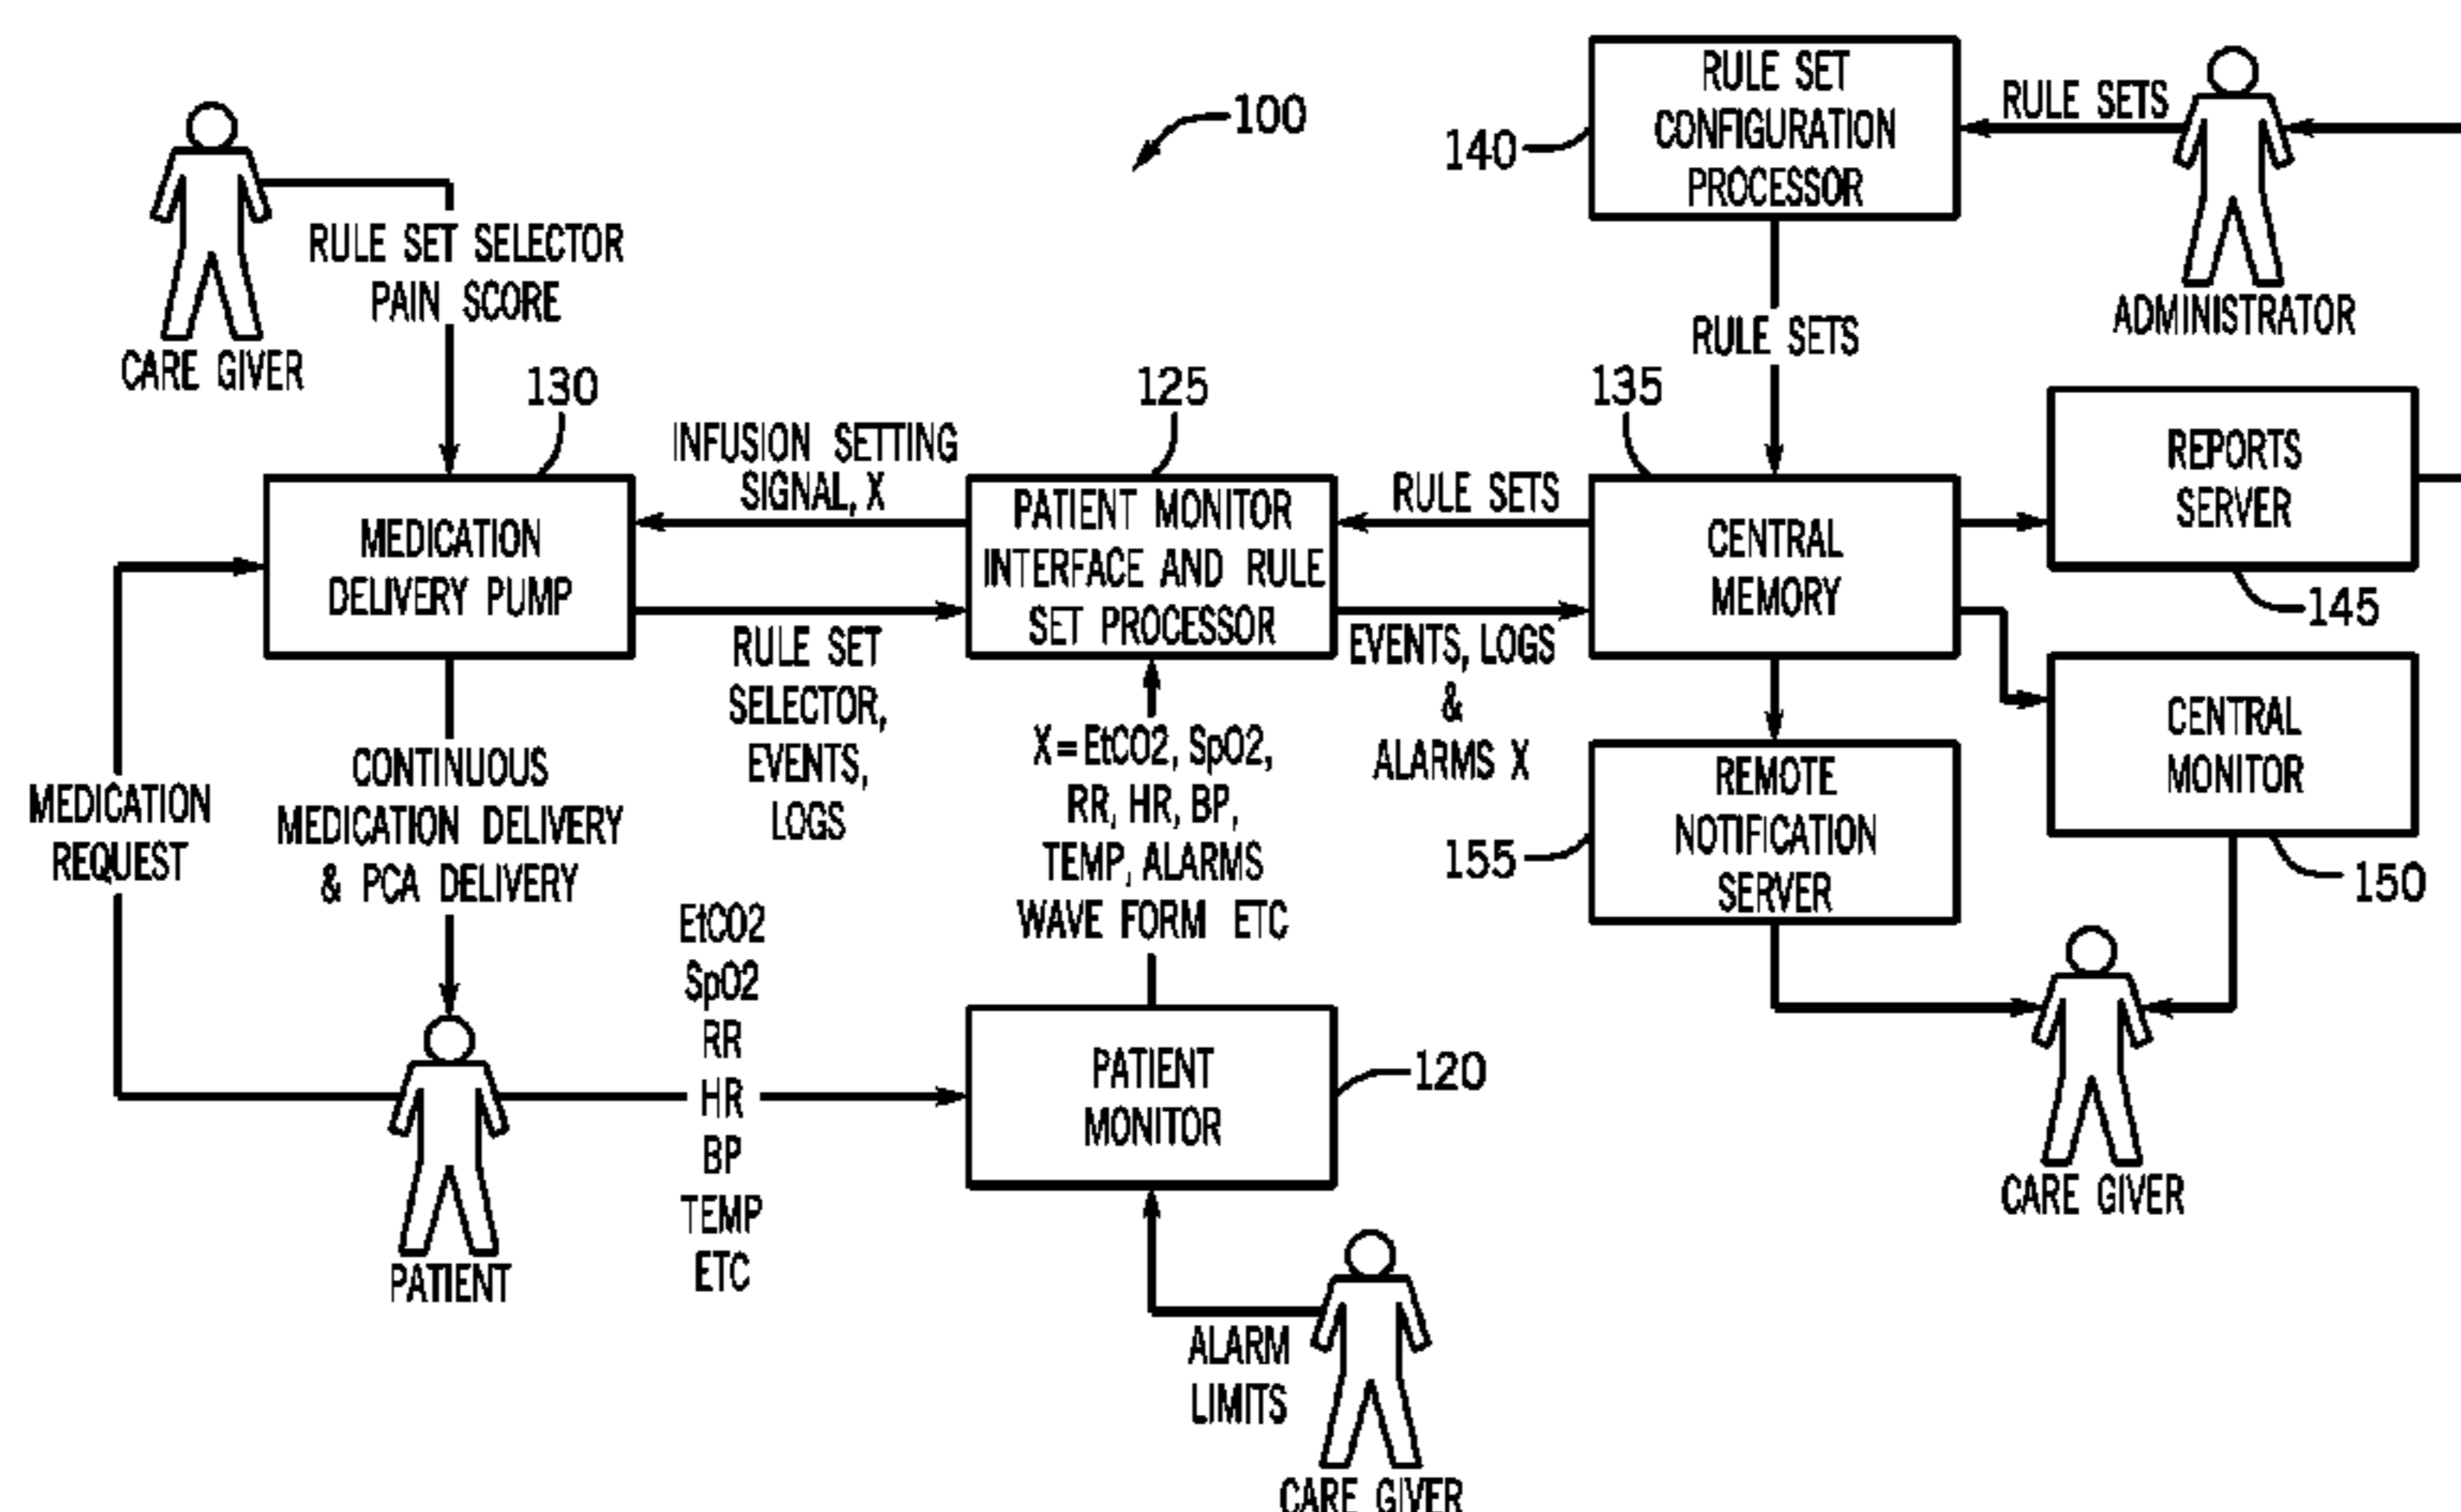 100
RULE SET
CONFIGURATION
PROCESSOR
140
RULE SETS
ADMINISTRATOR
RULE SET SELECTOR
PAIN SCORE
CARE GIVER
RULE SETS
130
125
135
INFUSION SETTING
SIGNAL, X
RULE SETS
MEDICATION
DELIVERY PUMP
PATIENT MONITOR
INTERFACE AND RULE
SET PROCESSOR
CENTRAL
MEMORY
REPORTS
SERVER
145
RULE SET
SELECTOR,
EVENTS,
LOGS
EVENTS, LOGS
&
ALARMS X
CENTRAL
MONITOR
150
REMOTE
NOTIFICATION
SERVER
155
MEDICATION
REQUEST
CONTINUOUS
MEDICATION DELIVERY
& PCA DELIVERY
X=EtCO2, SpO2,
RR, HR, BP,
TEMP, ALARMS
WAVE FORM ETC
EtCO2
SpO2
RR
HR
BP
TEMP
ETC
PATIENT
MONITOR
120
CARE GIVER
PATIENT
ALARM
LIMITS
CARE GIVER